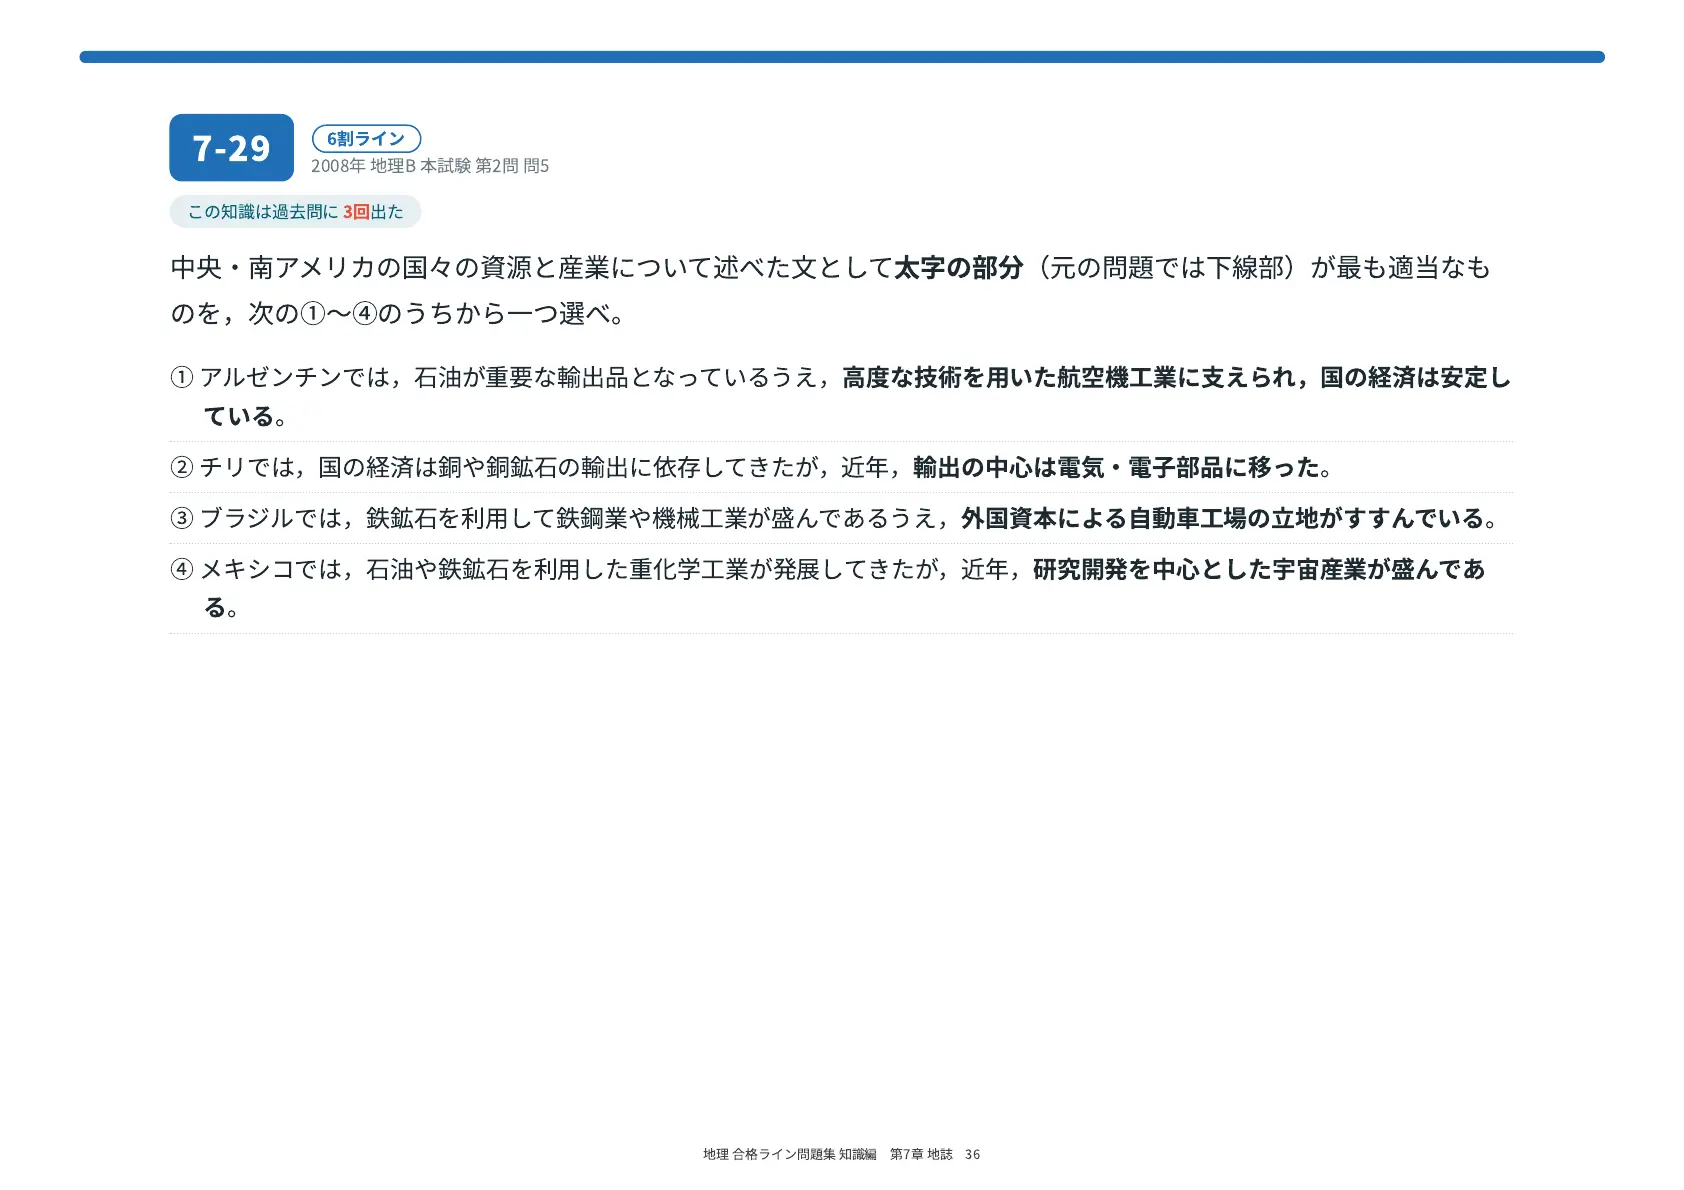 7-29
6割ライン
2008年 地理B 本試験 第2問 問5
この知識は過去問に 3回出た
中央・南アメリカの国々の資源と産業について述べた文として太字の部分（元の問題では下線部）が最も適当なも
のを，次の①〜④のうちから一つ選べ。
① アルゼンチンでは，石油が重要な輸出品となっているうえ，高度な技術を用いた航空機工業に支えられ，国の経済は安定し
ている。
② チリでは，国の経済は銅や銅鉱石の輸出に依存してきたが，近年，輸出の中心は電気・電子部品に移った。
③ ブラジルでは，鉄鉱石を利用して鉄鋼業や機械工業が盛んであるうえ，外国資本による自動車工場の立地がすすんでいる。
④ メキシコでは，石油や鉄鉱石を利用した重化学工業が発展してきたが，近年，研究開発を中心とした宇宙産業が盛んであ
る。
地理 合格ライン問題集 知識編　第7章 地誌　36